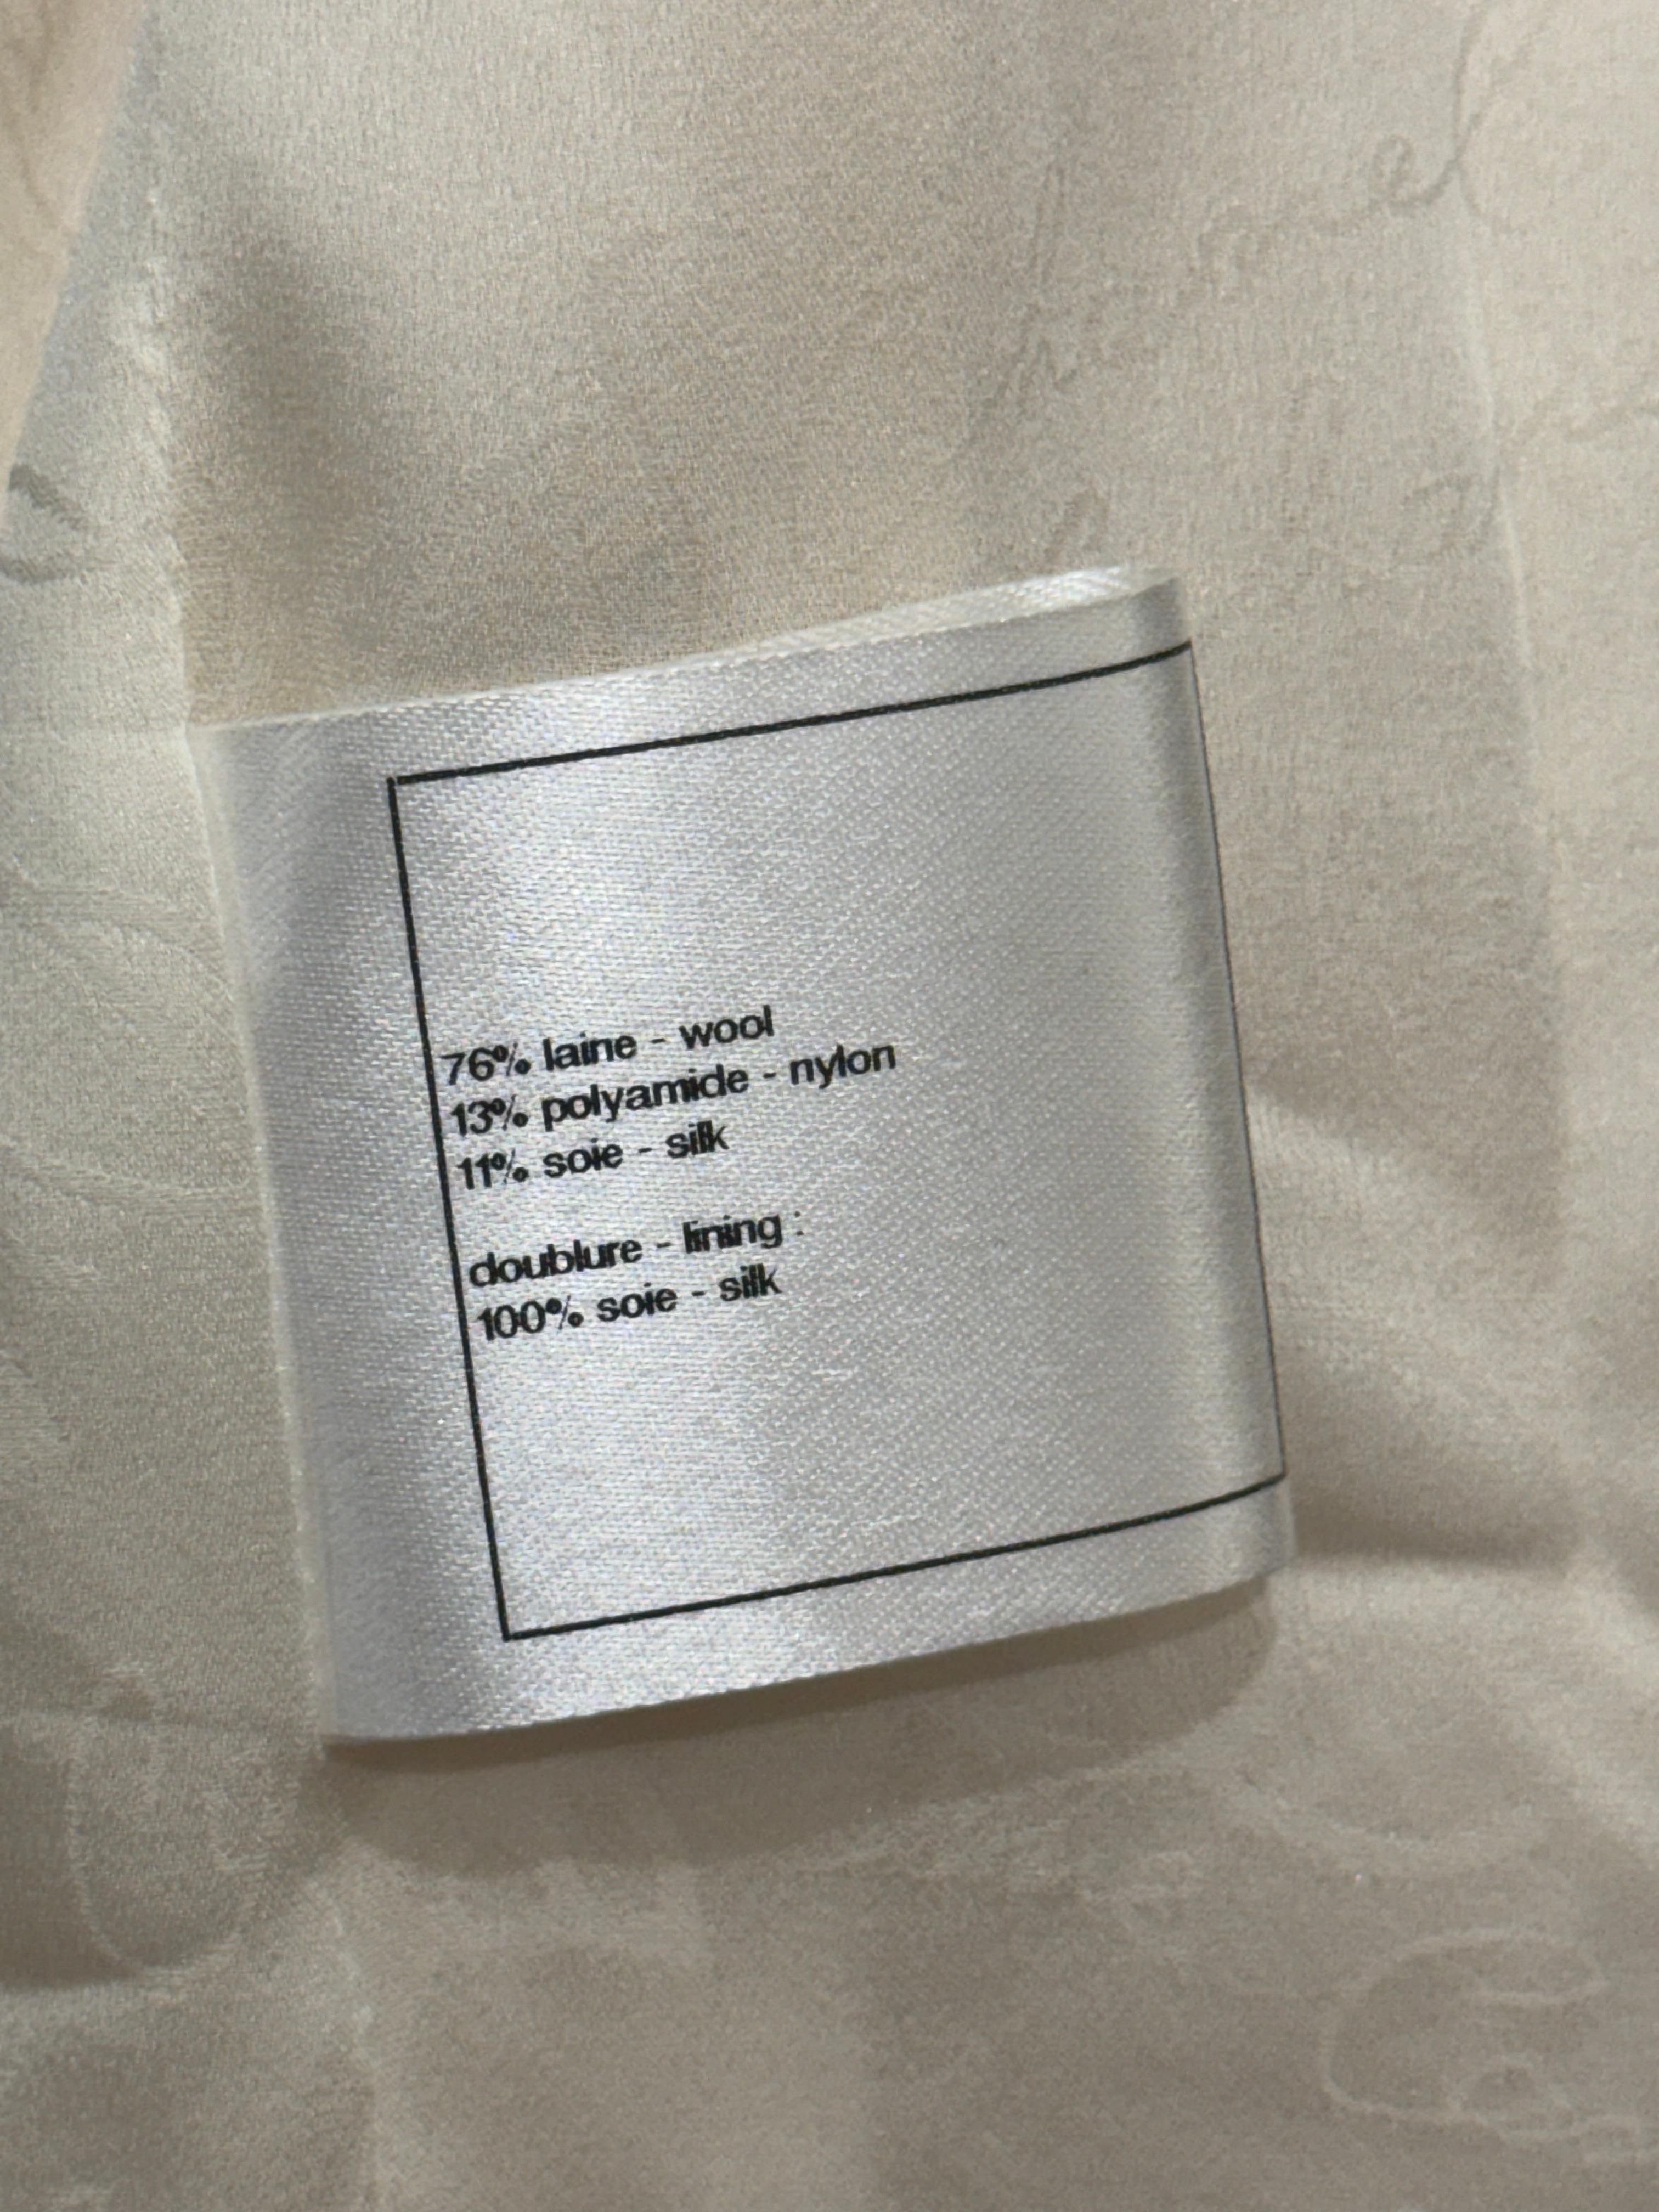 76% laine - wool
13% polyamide - nylon
11% soie - silk
doublure - lining :
100% soie - silk